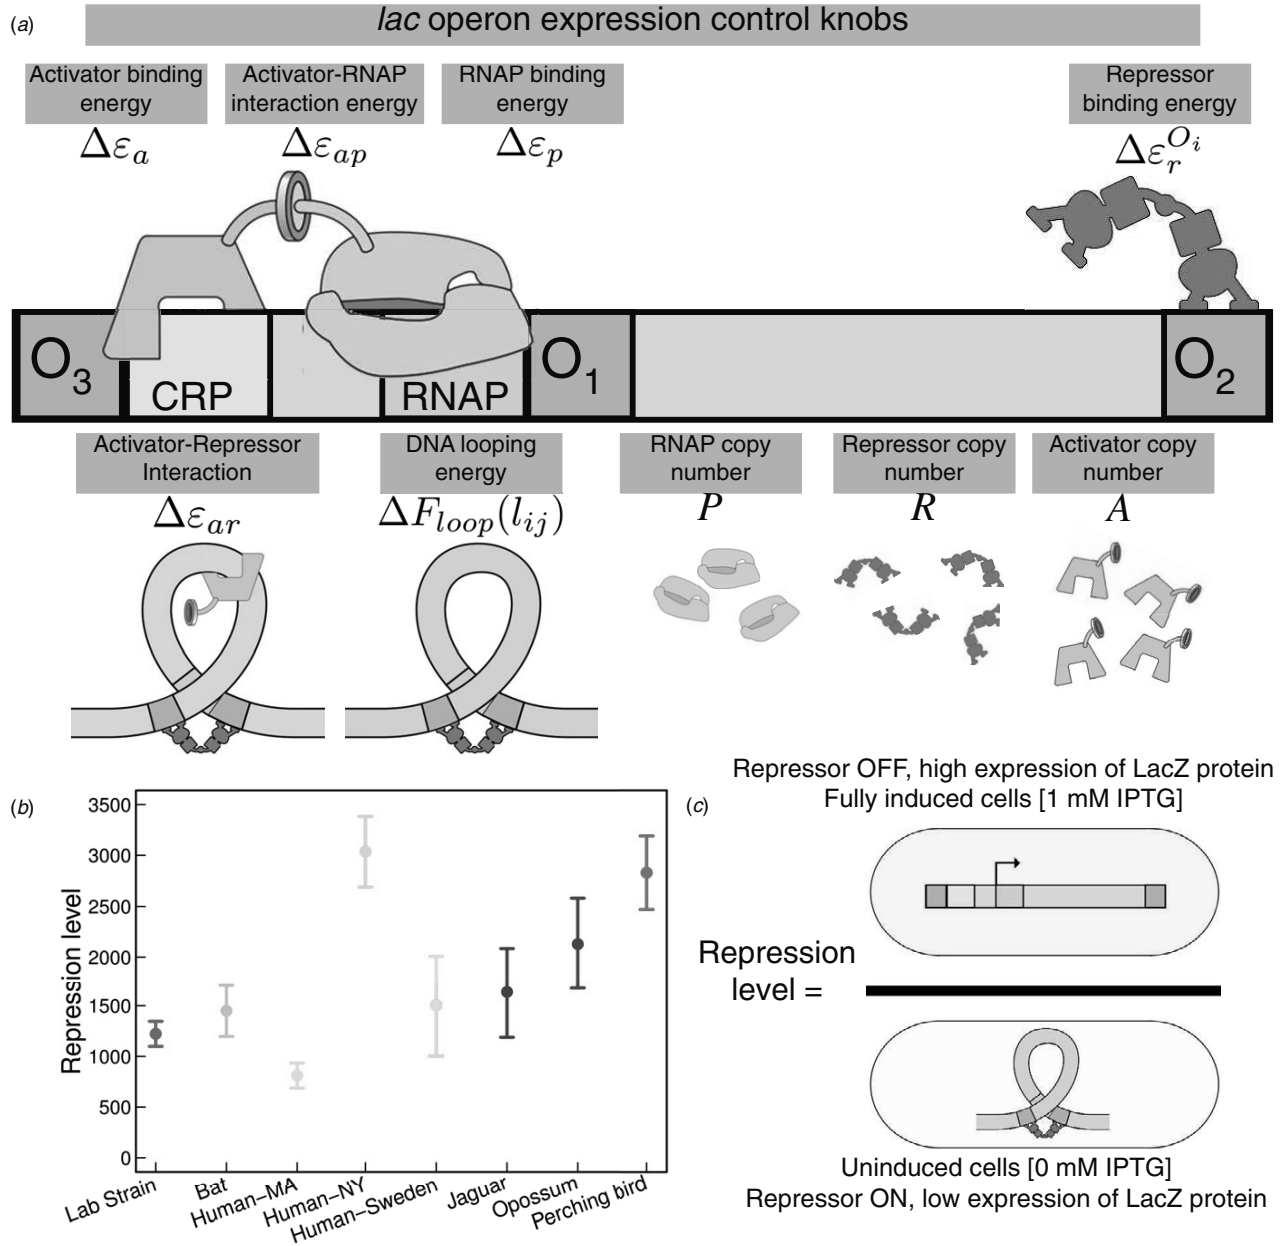 (a)
lac operon expression control knobs
Activator binding
energy
Δε_a
Activator-RNAP
interaction energy
Δε_ap
RNAP binding
energy
Δε_p
Repressor
binding energy
Δε_r^{O_i}
O_3
CRP
RNAP
O_1
O_2
Activator-Repressor
Interaction
Δε_ar
DNA looping
energy
ΔF_loop(l_ij)
RNAP copy
number
P
Repressor copy
number
R
Activator copy
number
A
(b)
Repression level
3500
3000
2500
2000
1500
1000
500
0
Lab Strain
Bat
Human–MA
Human–NY
Human–Sweden
Jaguar
Opossum
Perching bird
(c)
Repressor OFF, high expression of LacZ protein
Fully induced cells [1 mM IPTG]
Repression
level =
Uninduced cells [0 mM IPTG]
Repressor ON, low expression of LacZ protein